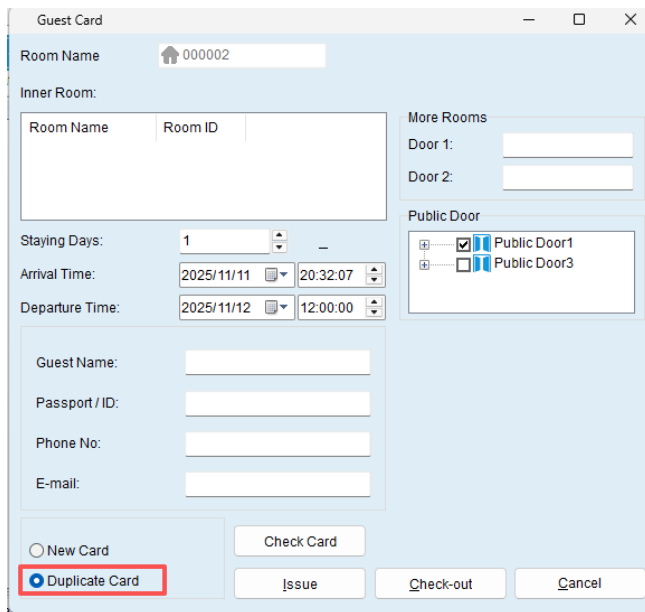 Guest Card
Room Name 000002
Inner Room:
Room Name Room ID
More Rooms
Door 1:
Door 2:
Public Door
Public Door1
Public Door3
Staying Days: 1 _
Arrival Time: 2025/11/11 20:32:07
Departure Time: 2025/11/12 12:00:00
Guest Name:
Passport / ID:
Phone No:
E-mail:
New Card
Duplicate Card
Check Card
Issue Check-out Cancel